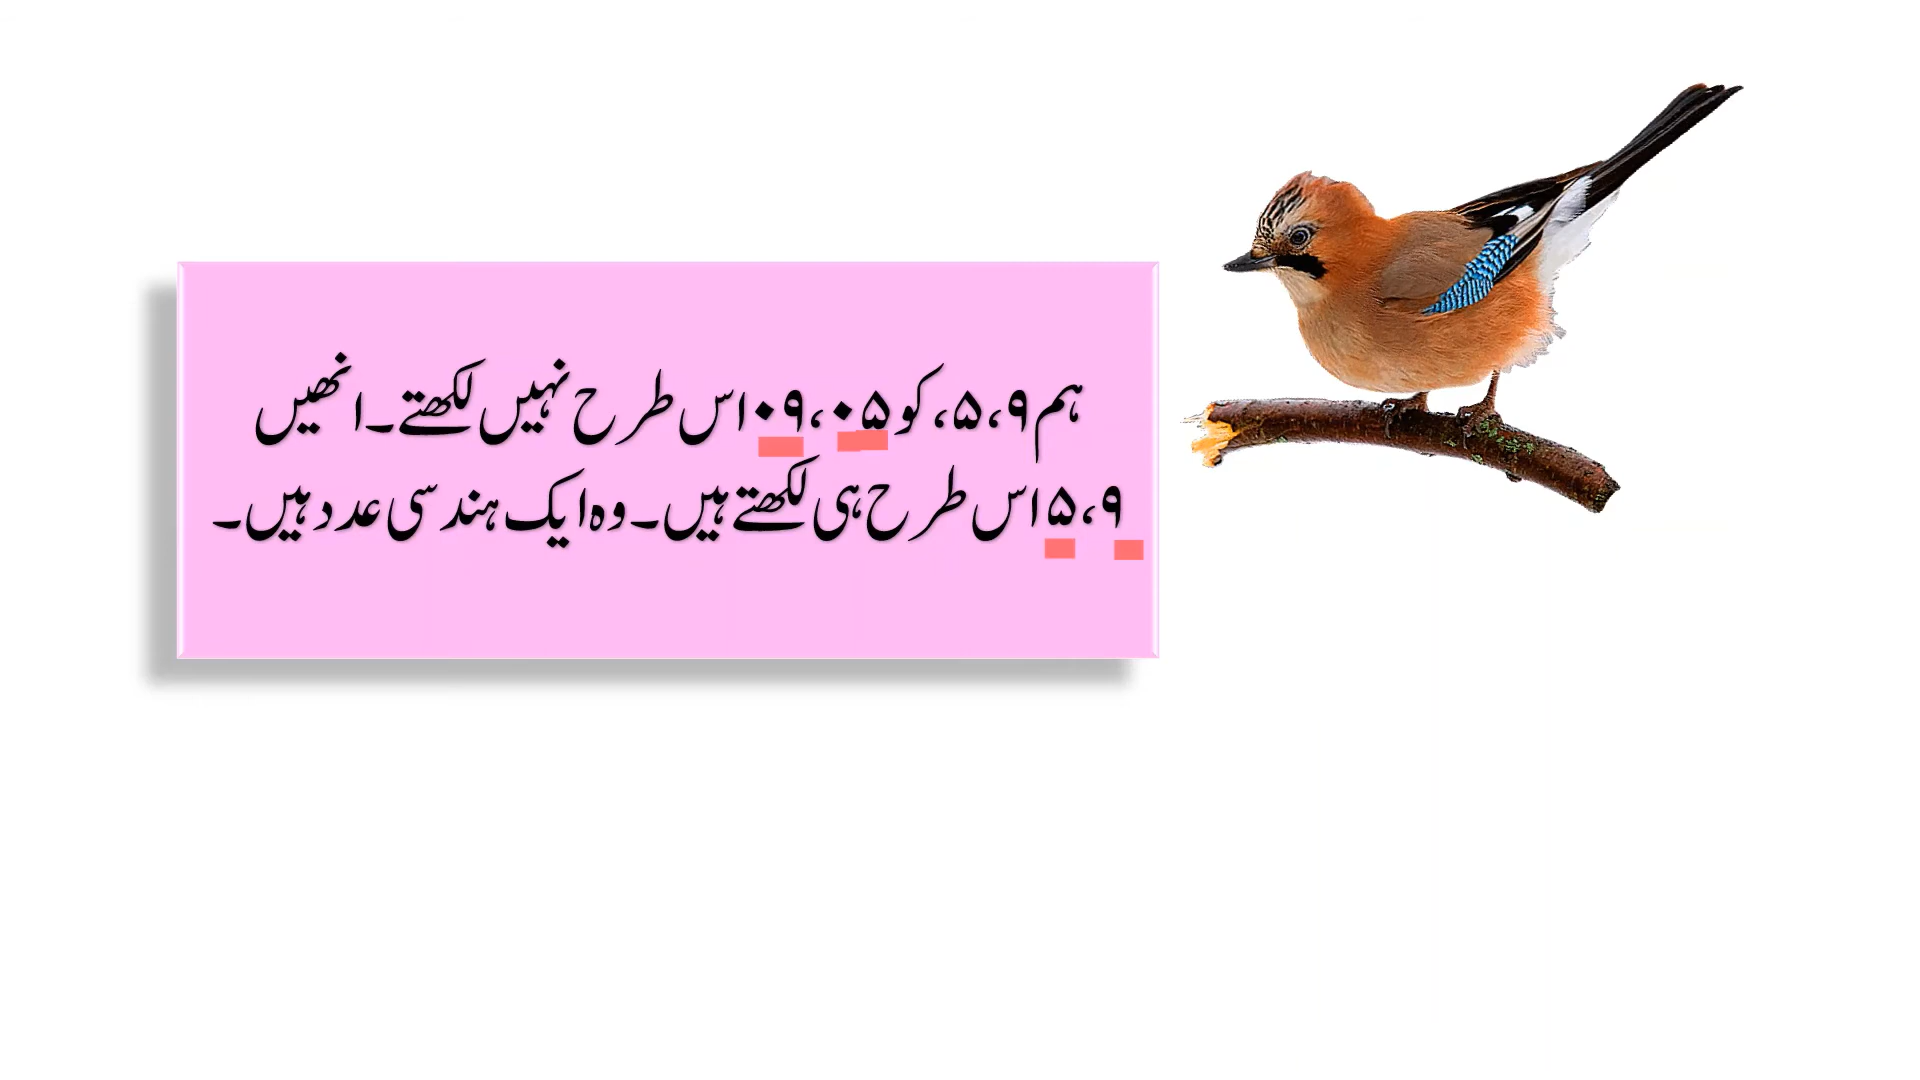 ہم ۵،۹، کو ۰۹،۰۵ اس طرح نہیں لکھتے۔ انھیں
۵،۹ اس طرح ہی لکھتے ہیں۔ وہ ایک ہندسی عدد ہیں۔